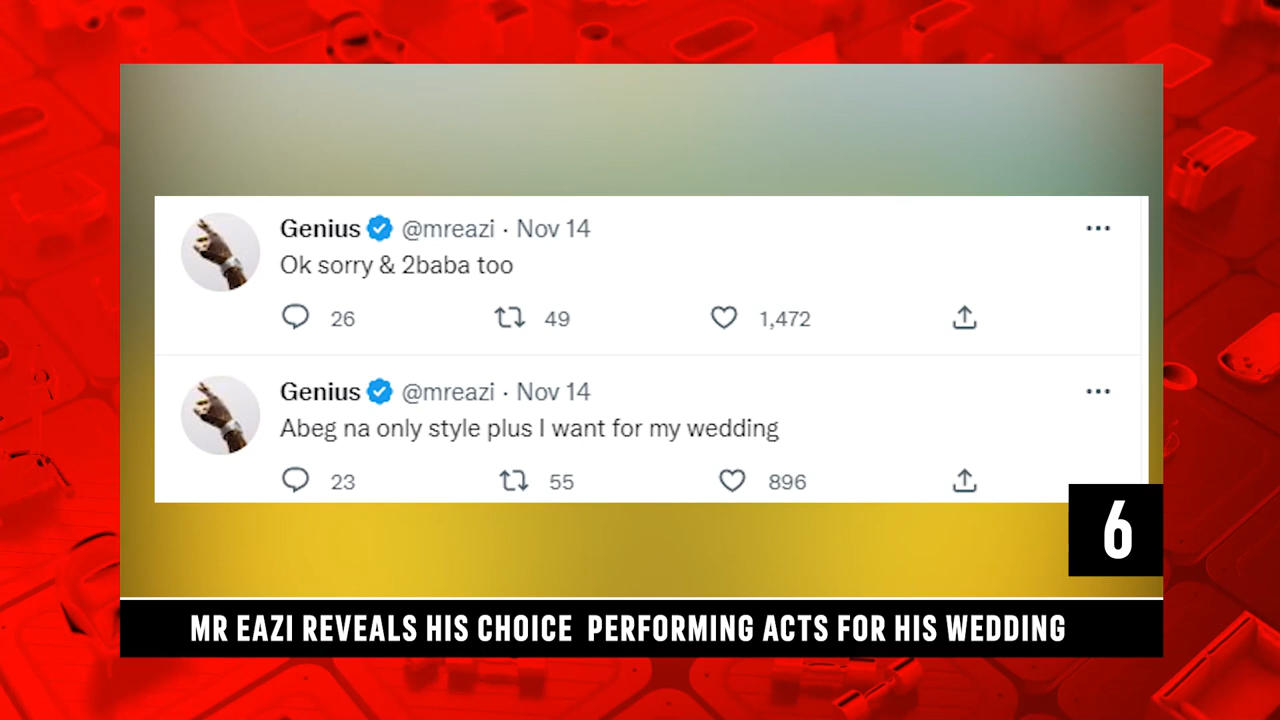 Genius @mreazi · Nov 14
Ok sorry & 2baba too
26 49 1,472
Genius @mreazi · Nov 14
Abeg na only style plus I want for my wedding
23 55 896
6
MR EAZI REVEALS HIS CHOICE PERFORMING ACTS FOR HIS WEDDING